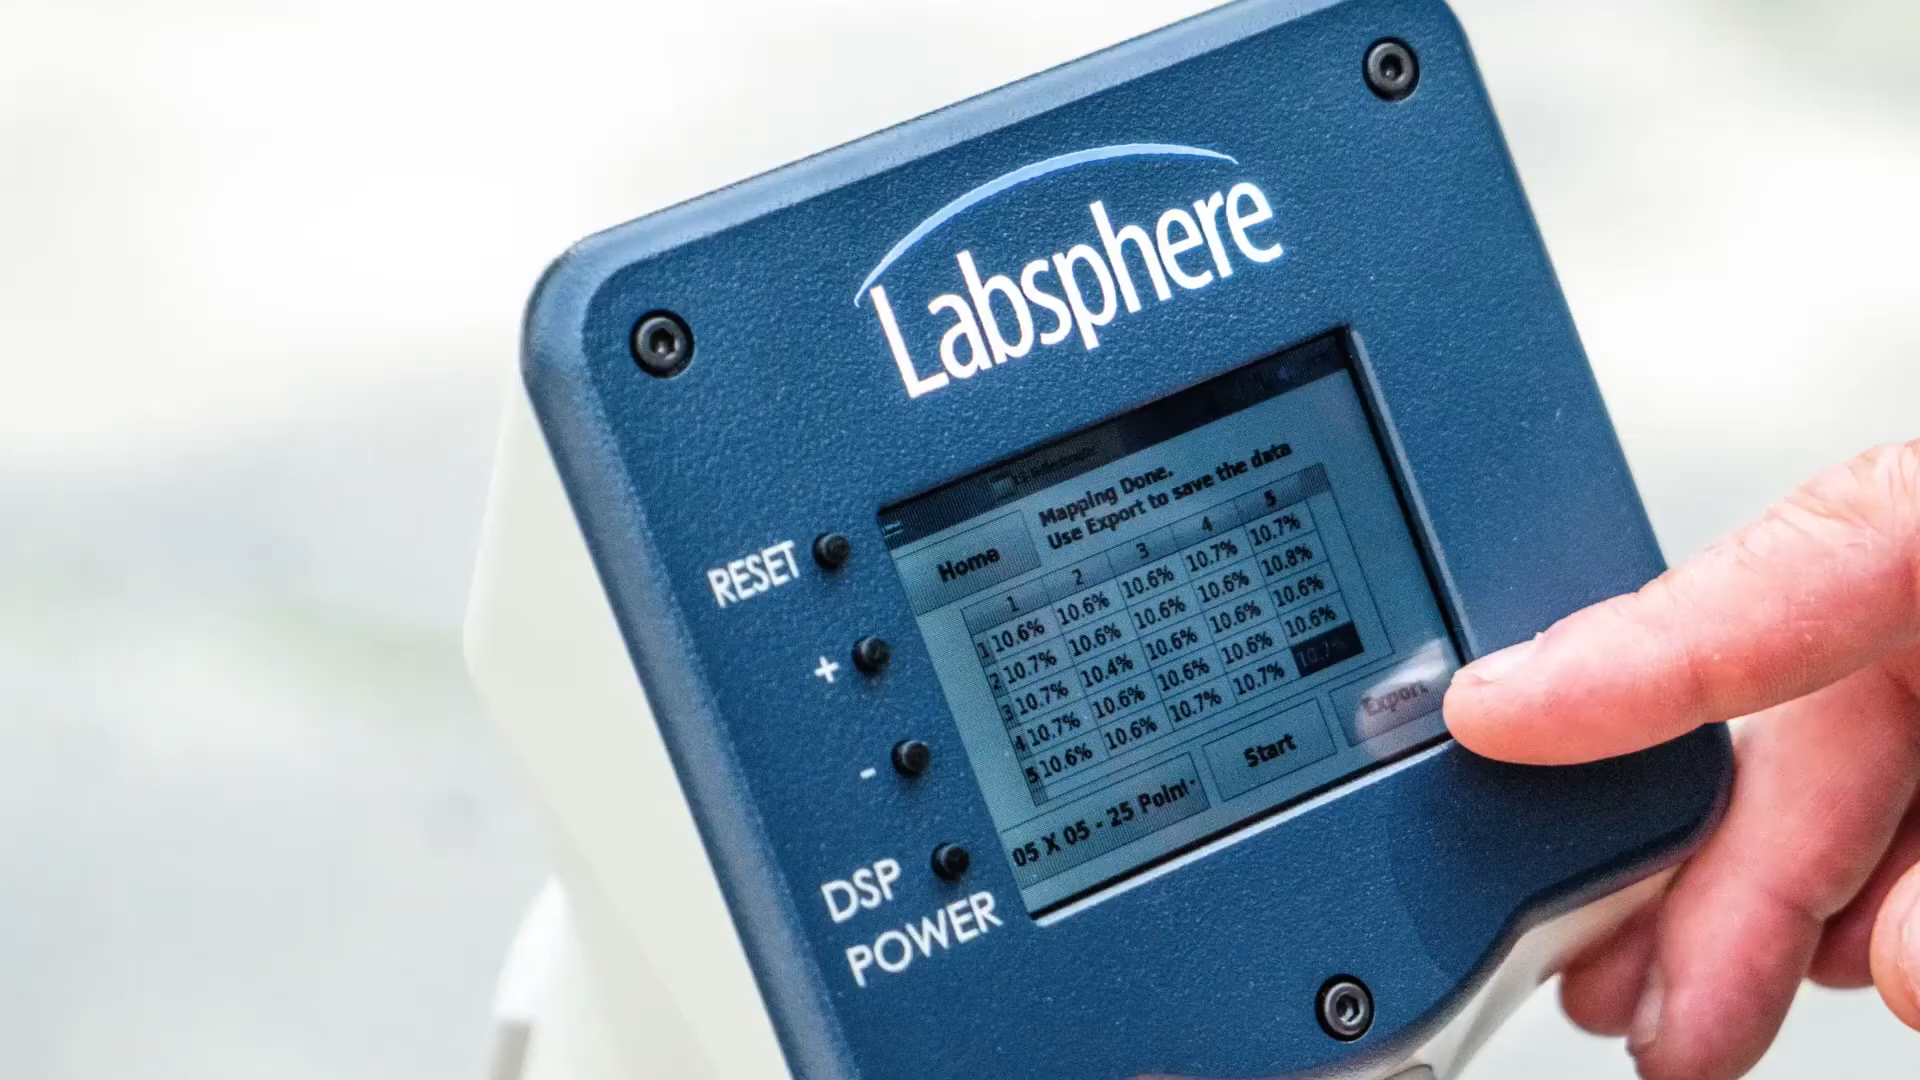 Labsphere
Home
Mapping Done.
Use Export to save the data
1 2 3 4 5
1 10.6% 10.6% 10.6% 10.7% 10.7%
2 10.7% 10.6% 10.6% 10.6% 10.8%
3 10.7% 10.4% 10.6% 10.6% 10.6%
4 10.7% 10.6% 10.6% 10.6% 10.6%
5 10.6% 10.6% 10.7% 10.7% 10.7%
05 X 05 - 25 Point
Start
Export
RESET
+
-
DSP
POWER